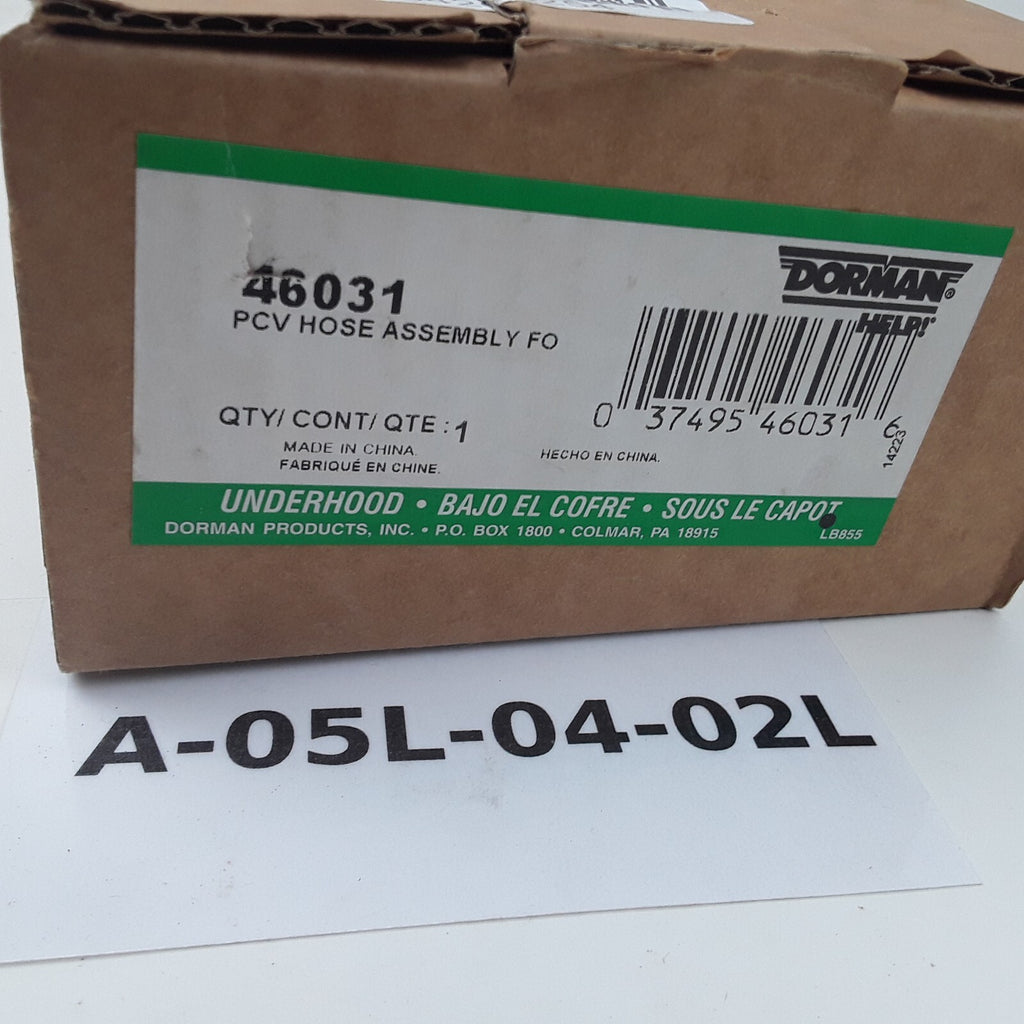 46031
PCV HOSE ASSEMBLY FO
DORMAN®
HELP!®
0 37495 46031 6
14223
QTY/ CONT/ QTE : 1
MADE IN CHINA.
FABRIQUÉ EN CHINE.
HECHO EN CHINA.
UNDERHOOD • BAJO EL COFRE • SOUS LE CAPOT
DORMAN PRODUCTS, INC. • P.O. BOX 1800 • COLMAR, PA 18915
LB855
A-05L-04-02L